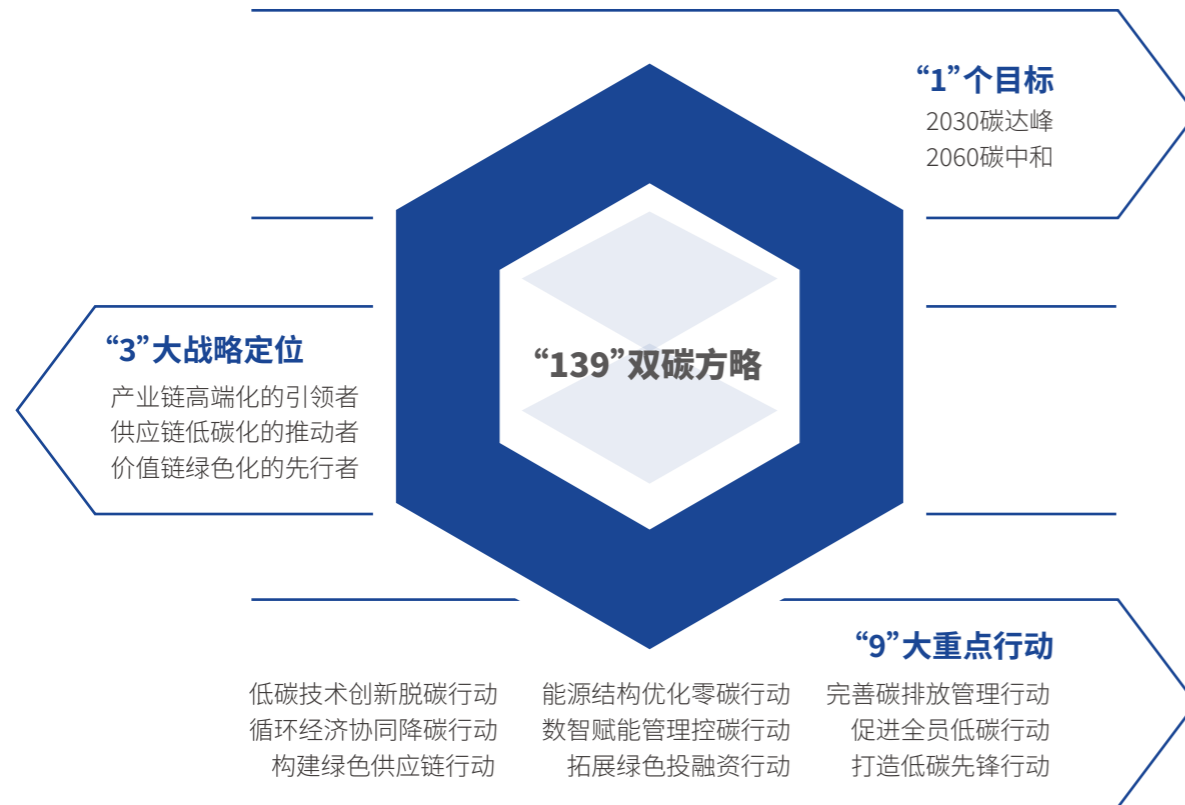 “1”个目标
2030碳达峰
2060碳中和
“3”大战略定位
产业链高端化的引领者
供应链低碳化的推动者
价值链绿色化的先行者
“139”双碳方略
“9”大重点行动
低碳技术创新脱碳行动 能源结构优化零碳行动 完善碳排放管理行动
循环经济协同降碳行动 数智赋能管理控碳行动 促进全员低碳行动
构建绿色供应链行动 拓展绿色投融资行动 打造低碳先锋行动